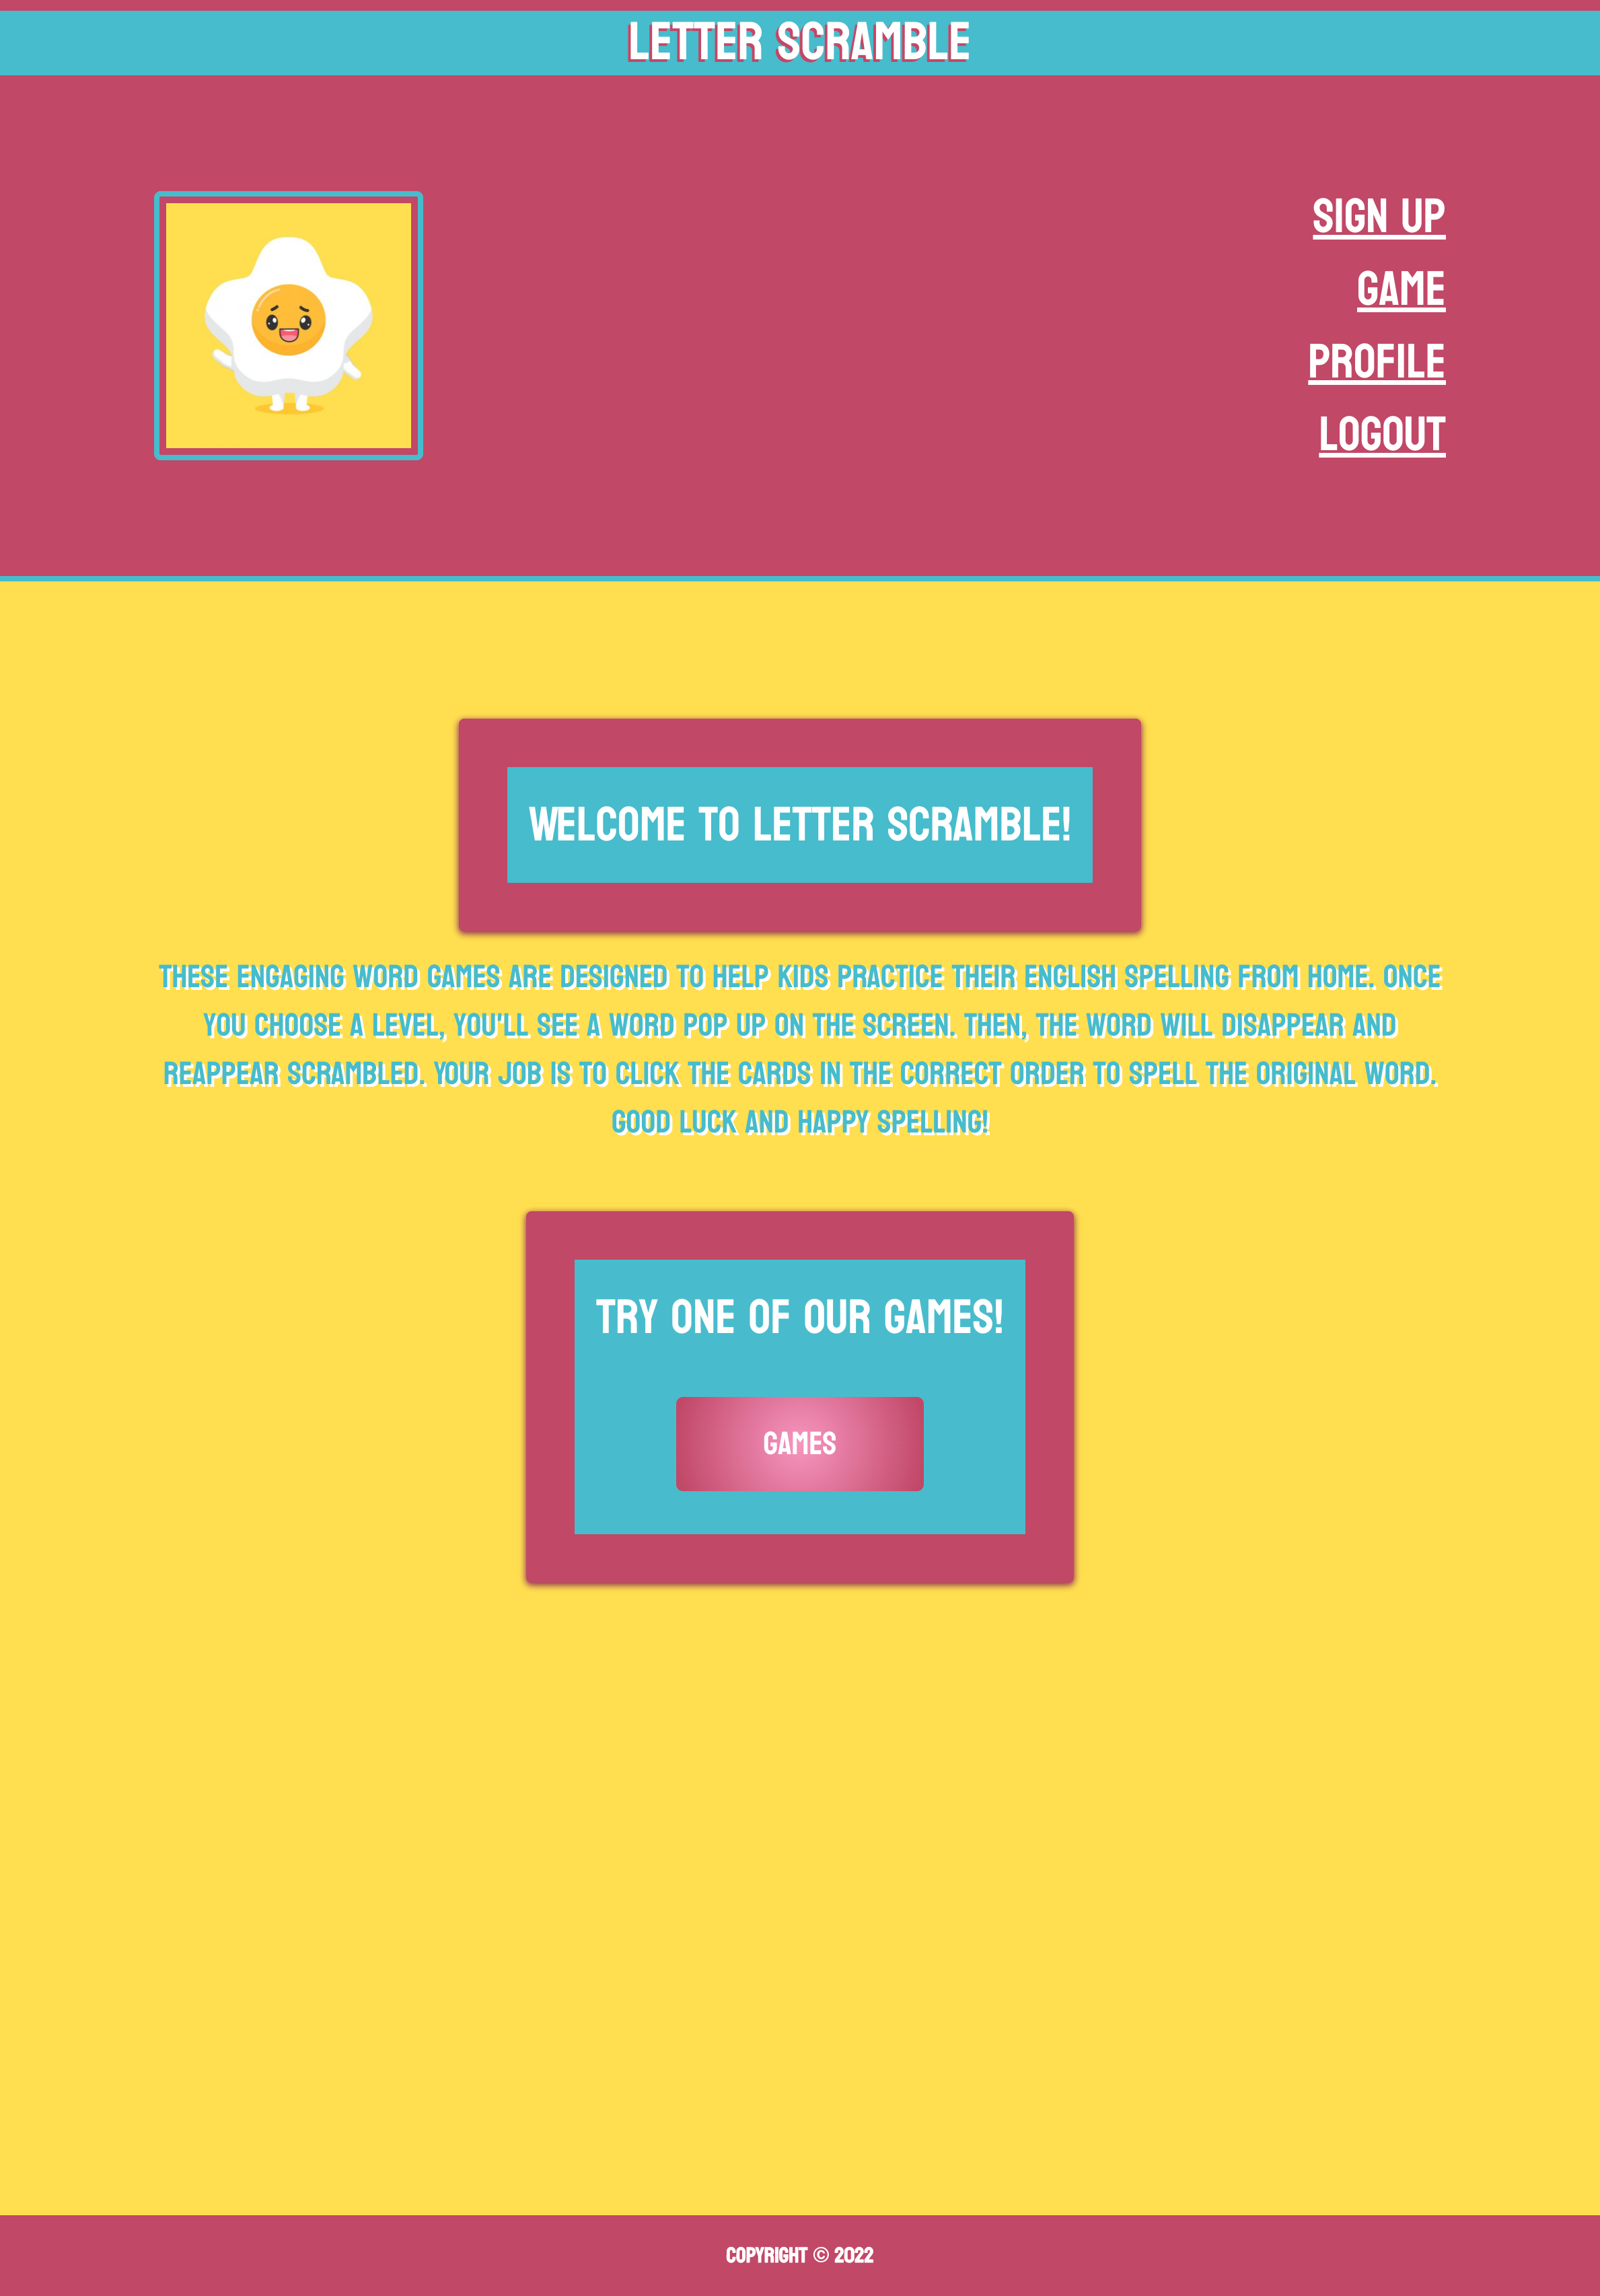 LETTER SCRAMBLE
SIGN UP
GAME
PROFILE
LOGOUT
WELCOME TO LETTER SCRAMBLE!
THESE ENGAGING WORD GAMES ARE DESIGNED TO HELP KIDS PRACTICE THEIR ENGLISH SPELLING FROM HOME. ONCE
YOU CHOOSE A LEVEL, YOU'LL SEE A WORD POP UP ON THE SCREEN. THEN, THE WORD WILL DISAPPEAR AND
REAPPEAR SCRAMBLED. YOUR JOB IS TO CLICK THE CARDS IN THE CORRECT ORDER TO SPELL THE ORIGINAL WORD.
GOOD LUCK AND HAPPY SPELLING!
TRY ONE OF OUR GAMES!
GAMES
COPYRIGHT © 2022